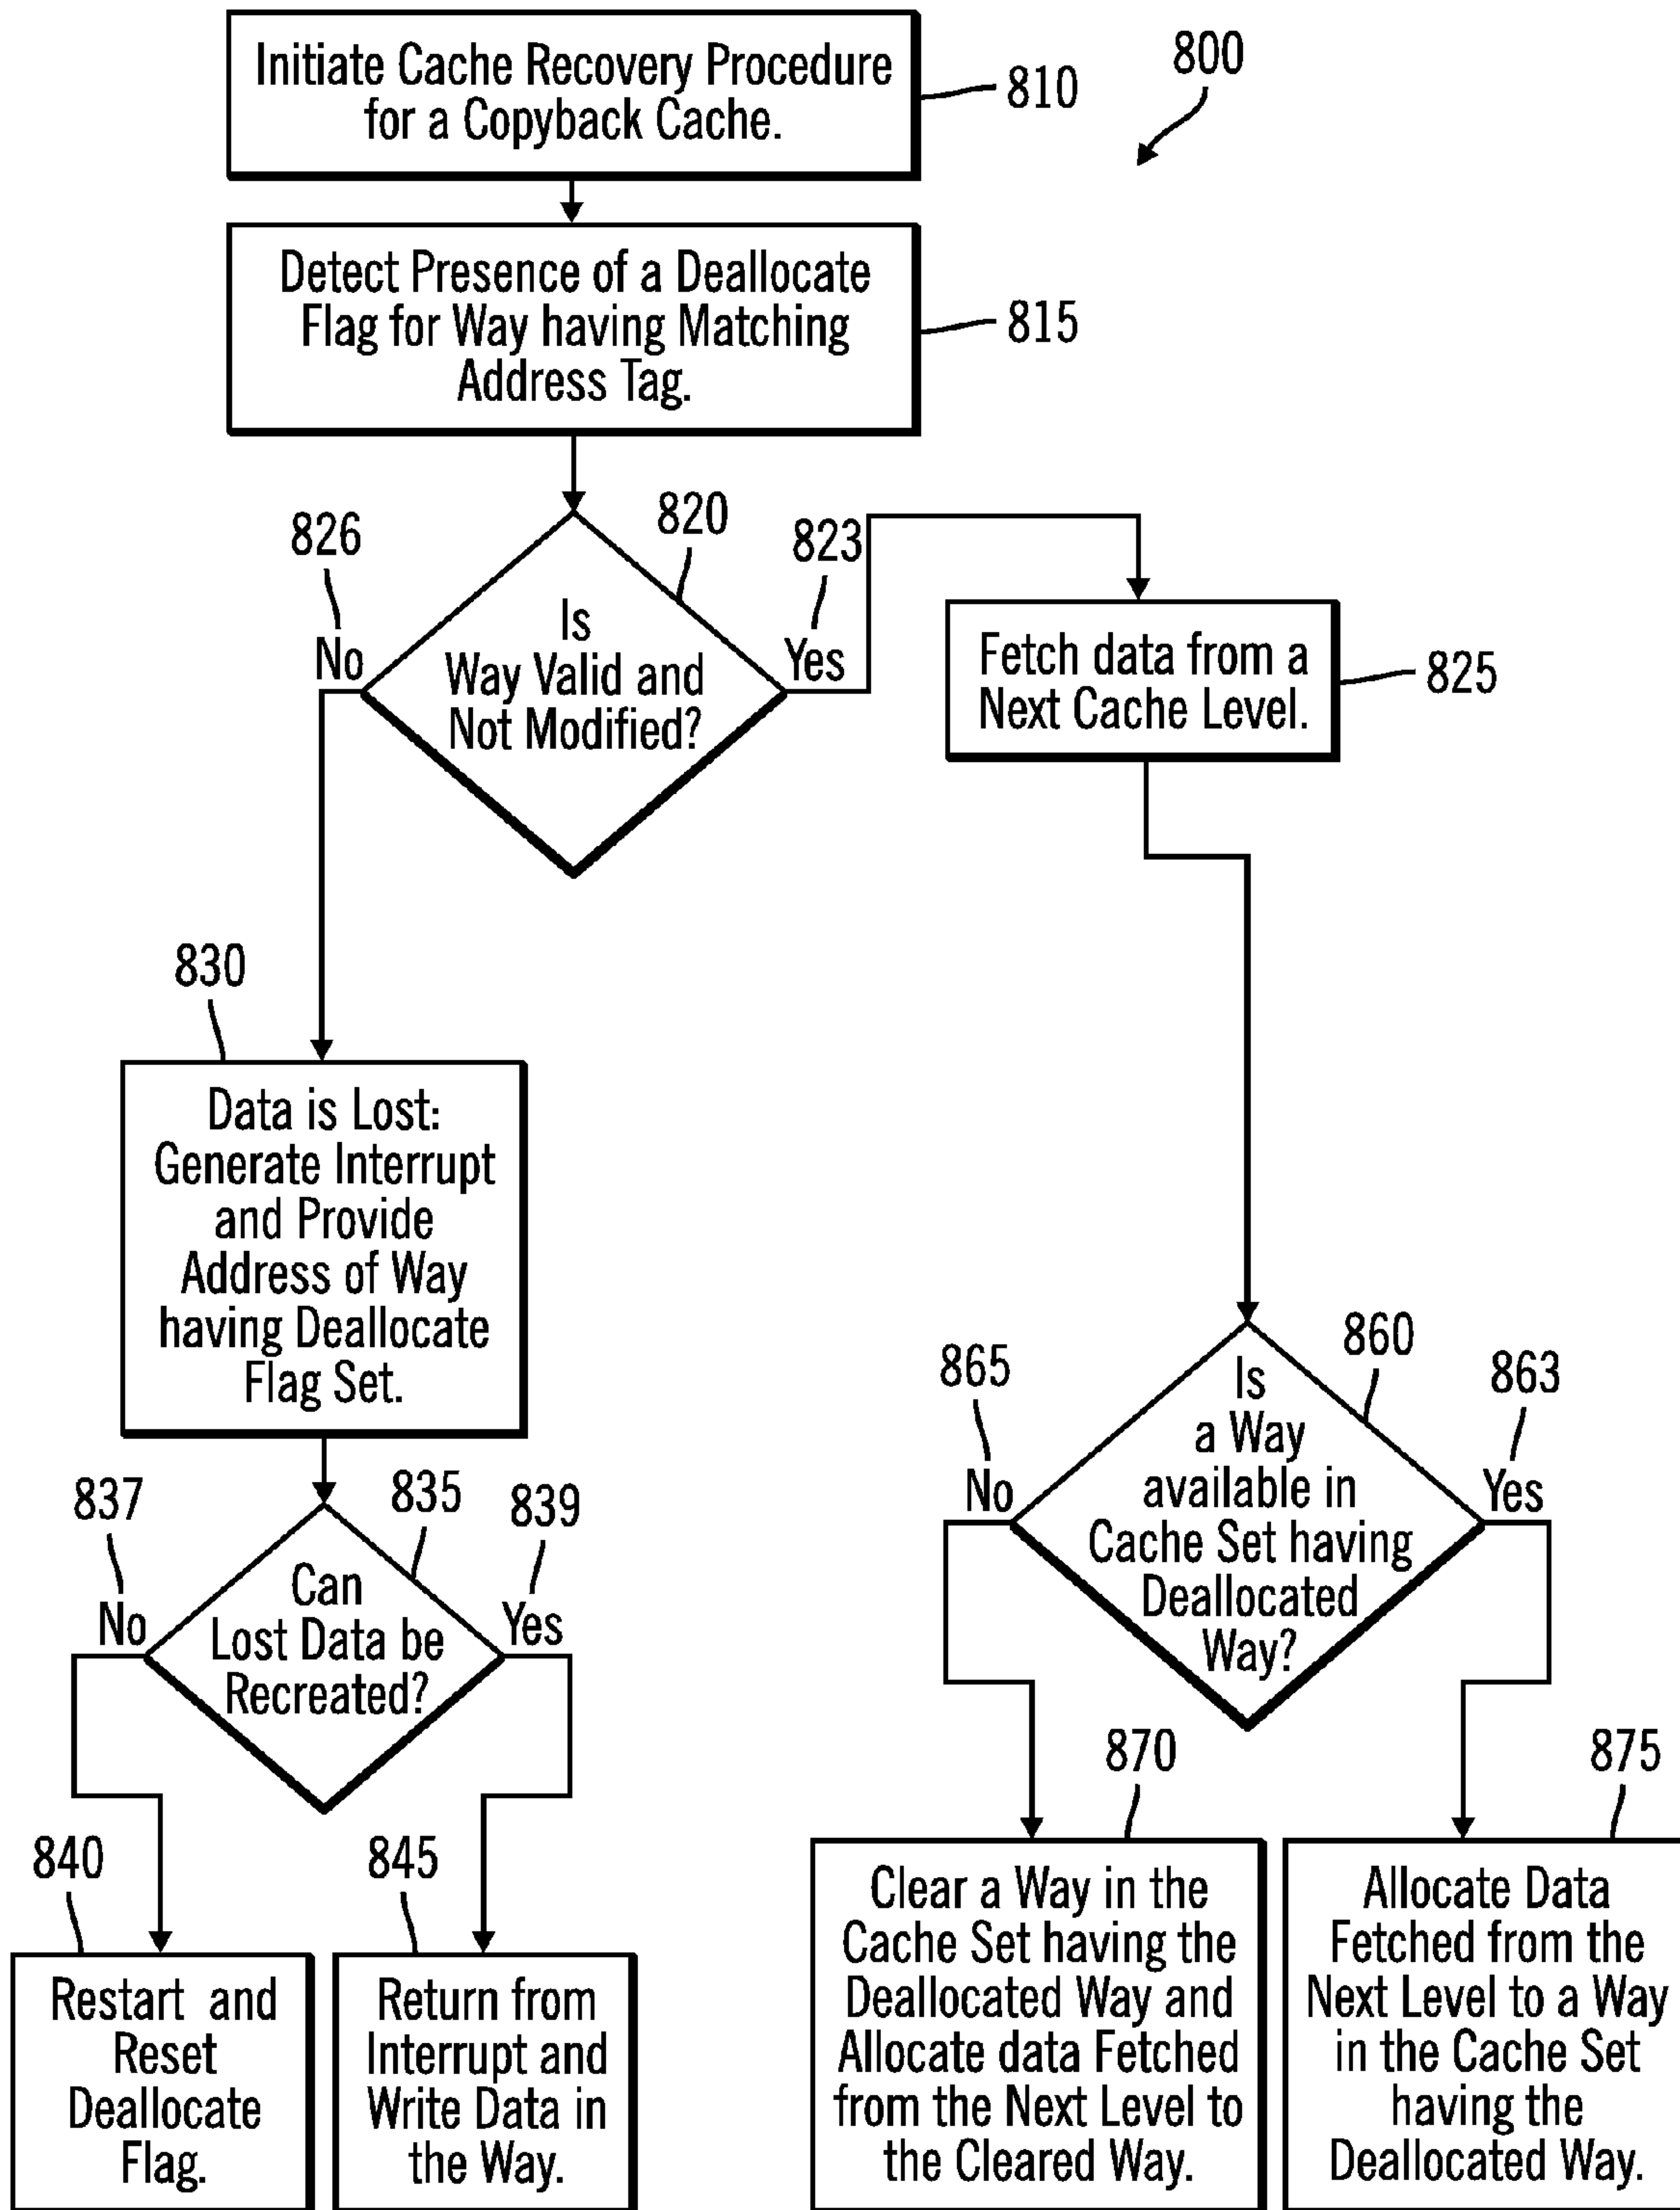 Initiate Cache Recovery Procedure
for a Copyback Cache.
810
800
Detect Presence of a Deallocate
Flag for Way having Matching
Address Tag.
815
820
826
823
No
Yes
Is
Way Valid and
Not Modified?
Fetch data from a
Next Cache Level.
825
830
Data is Lost:
Generate Interrupt
and Provide
Address of Way
having Deallocate
Flag Set.
837
835
839
No
Yes
Can
Lost Data be
Recreated?
840
845
Restart and
Reset
Deallocate
Flag.
Return from
Interrupt and
Write Data in
the Way.
865
860
863
No
Yes
Is
a Way
available in
Cache Set having
Deallocated
Way?
870
875
Clear a Way in the
Cache Set having the
Deallocated Way and
Allocate data Fetched
from the Next Level to
the Cleared Way.
Allocate Data
Fetched from the
Next Level to a Way
in the Cache Set
having the
Deallocated Way.